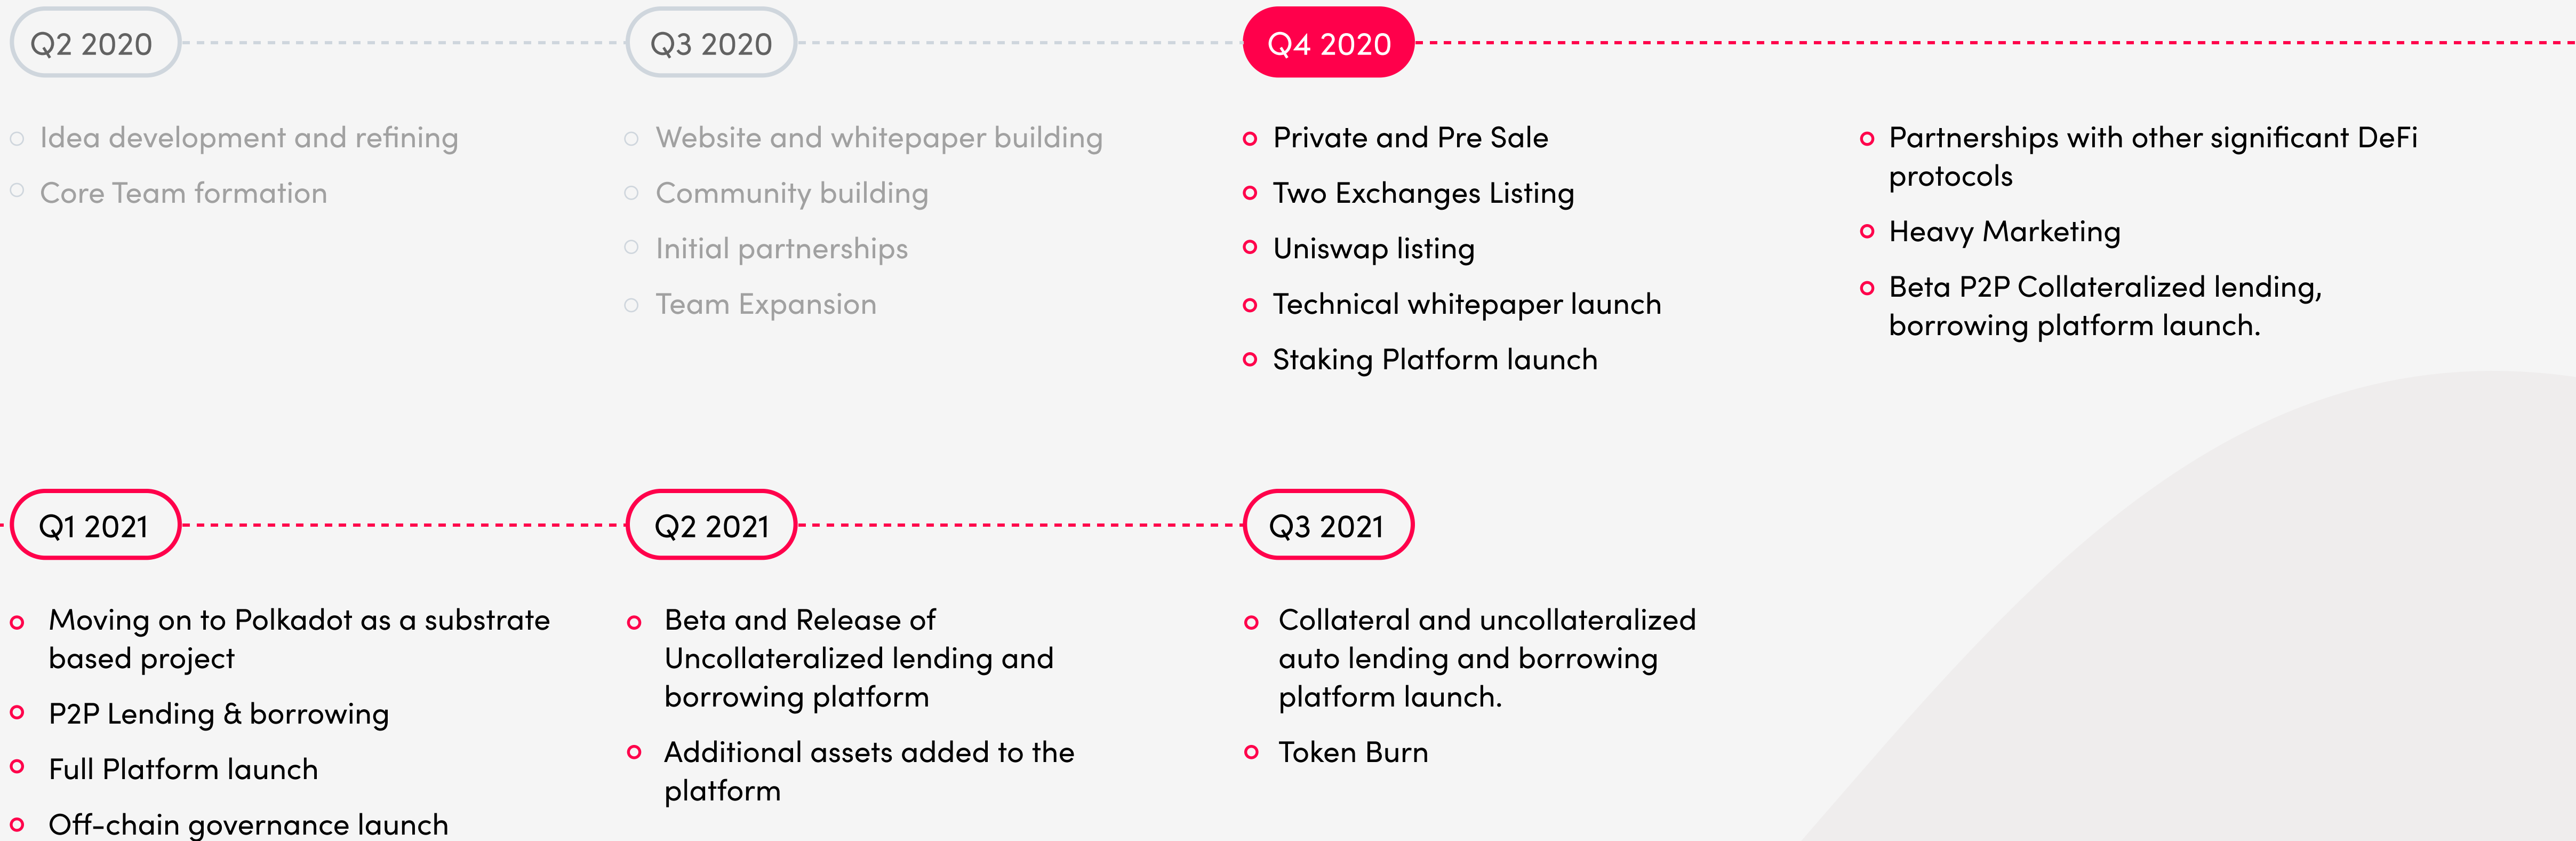 Q2 2020
Idea development and refining
Core Team formation
Q3 2020
Website and whitepaper building
Community building
Initial partnerships
Team Expansion
Q4 2020
Private and Pre Sale
Two Exchanges Listing
Uniswap listing
Technical whitepaper launch
Staking Platform launch
Partnerships with other significant DeFi
protocols
Heavy Marketing
Beta P2P Collateralized lending,
borrowing platform launch.
Q1 2021
Moving on to Polkadot as a substrate
based project
P2P Lending & borrowing
Full Platform launch
Off-chain governance launch
Q2 2021
Beta and Release of
Uncollateralized lending and
borrowing platform
Additional assets added to the
platform
Q3 2021
Collateral and uncollateralized
auto lending and borrowing
platform launch.
Token Burn